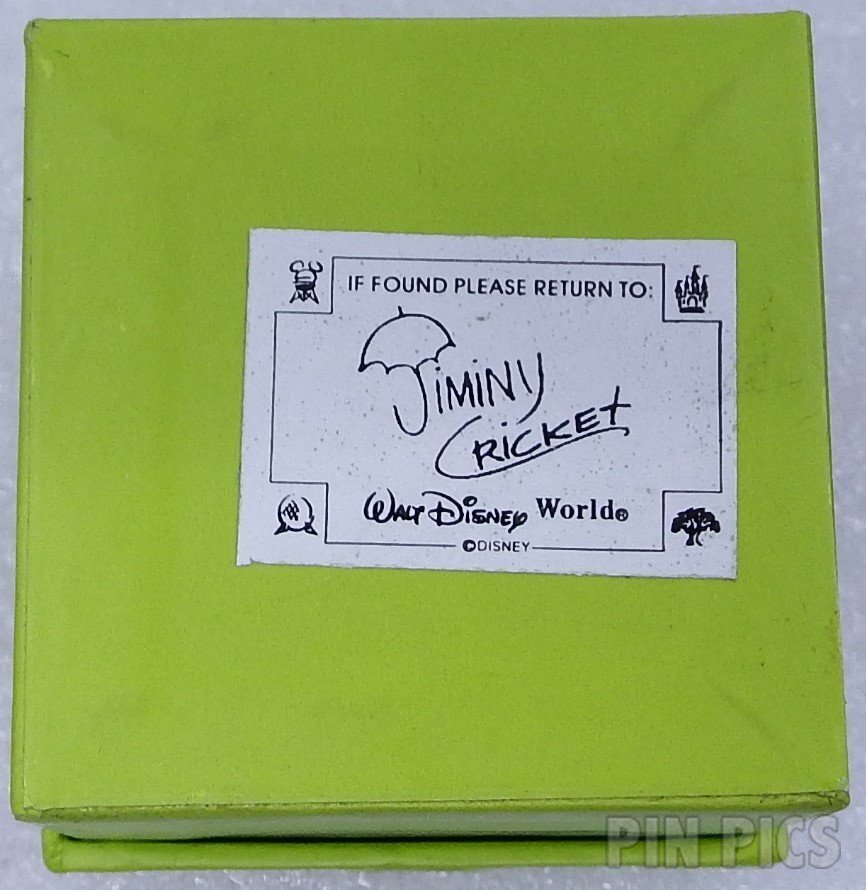 IF FOUND PLEASE RETURN TO:
JIMINY
CRICKET
WALT DISNEY World®
©DISNEY
PIN PICS